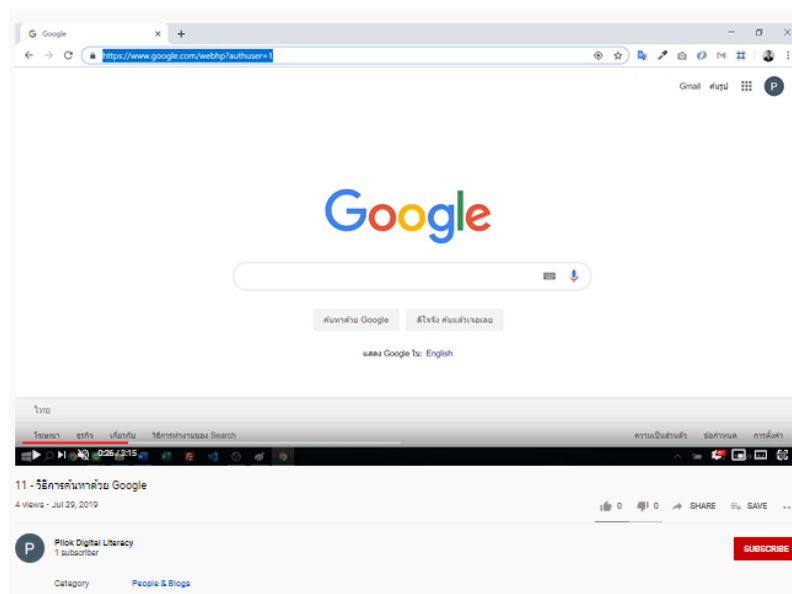 Google
https://www.google.com/webhp?authuser=1
Gmail ค้นรูป P
Google
ค้นหาด้วย Google ดีใจจัง ค้นแล้วเจอเลย
แสดง Google ใน: English
ไทย
โฆษณา ธุรกิจ เกี่ยวกับ วิธีการทำงานของ Search ความเป็นส่วนตัว ข้อกำหนด การตั้งค่า
0:26 / 3:15
11 - วิธีการค้นหาด้วย Google
4 views • Jul 29, 2019
0 0 SHARE SAVE
P Pilok Digital Literacy
1 subscriber
SUBSCRIBE
Category People & Blogs